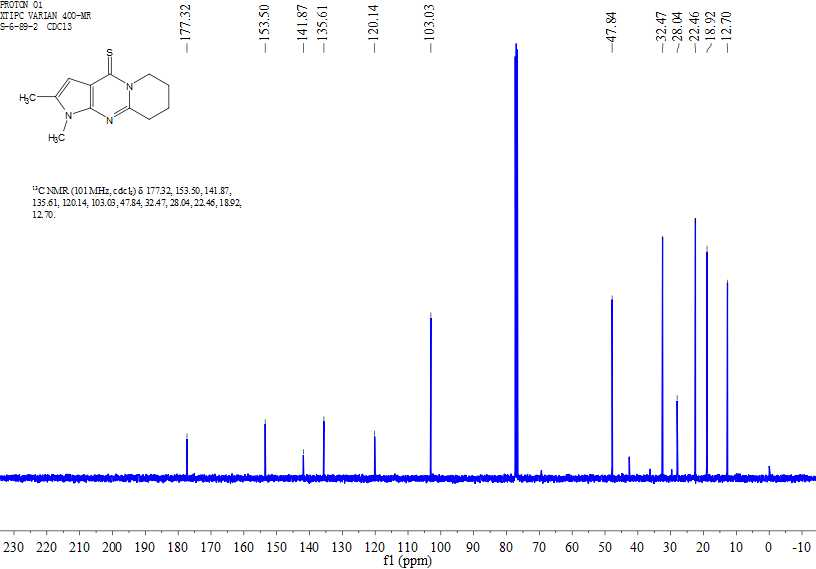 PROTON 01
XTIPC VARIAN 400-MR
S-6-89-2 CDCl3
177.32
153.50
141.87
135.61
120.14
103.03
47.84
32.47
28.04
22.46
18.92
12.70
S
N
H₃C
N
N
H₃C
¹³C NMR (101 MHz, cdcl₃) δ 177.32, 153.50, 141.87,
135.61, 120.14, 103.03, 47.84, 32.47, 28.04, 22.46, 18.92,
12.70.
230 220 210 200 190 180 170 160 150 140 130 120 110 100 90 80 70 60 50 40 30 20 10 0 -10
f1 (ppm)